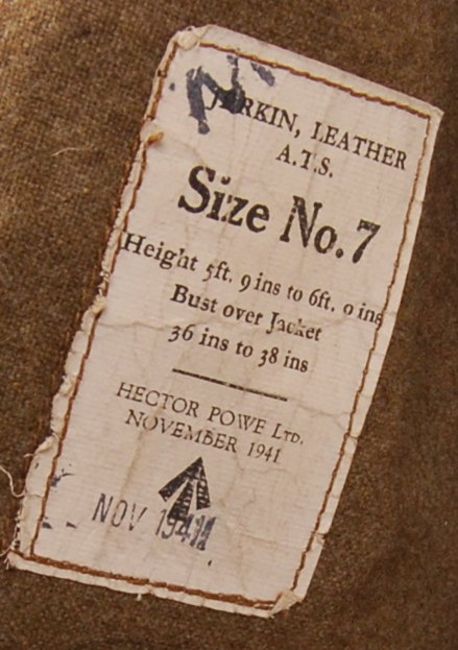 JERKIN, LEATHER
A.T.S.
Size No. 7
Height 5ft. 9 ins to 6ft. 0 ins
Bust over Jacket
36 ins to 38 ins
HECTOR POWE LTD.
NOVEMBER 1941
NOV 1941